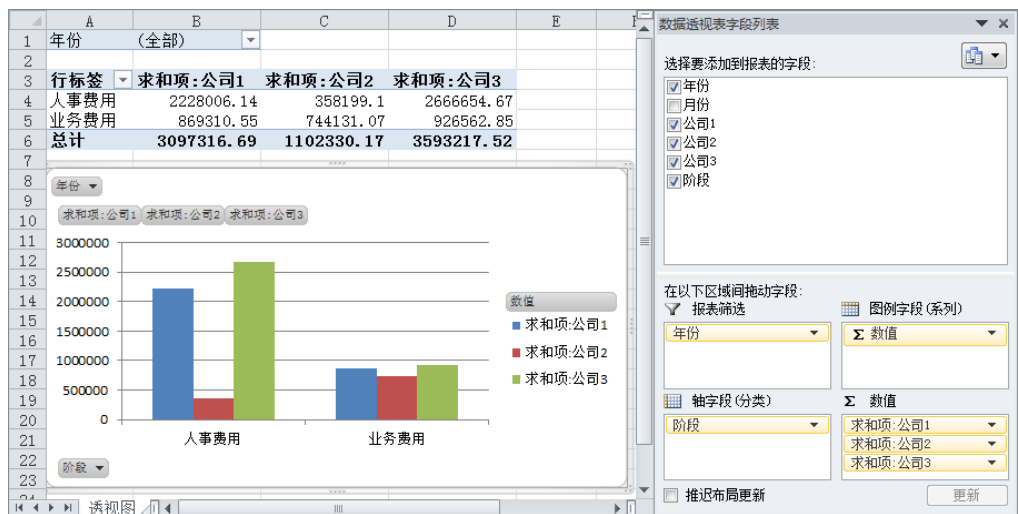 A B C D E
1 年份 (全部)
2
3 行标签 求和项:公司1 求和项:公司2 求和项:公司3
4 人事费用 2228006.14 358199.1 2666654.67
5 业务费用 869310.55 744131.07 926562.85
6 总计 3097316.69 1102330.17 3593217.52
7
8
9
10
11
12
13
14
15
16
17
18
19
20
21
22
23
年份
求和项:公司1 求和项:公司2 求和项:公司3
3000000
2500000
2000000
1500000
1000000
500000
0
人事费用 业务费用
数值
求和项:公司1
求和项:公司2
求和项:公司3
阶段
透视图
数据透视表字段列表
选择要添加到报表的字段:
年份
月份
公司1
公司2
公司3
阶段
在以下区域间拖动字段:
报表筛选 图例字段(系列)
年份 Σ 数值
轴字段(分类) Σ 数值
阶段 求和项:公司1
求和项:公司2
求和项:公司3
推迟布局更新 更新